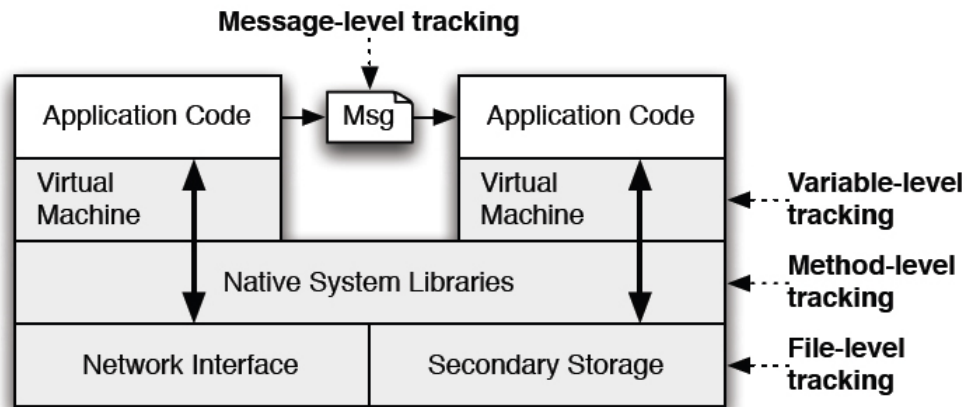 Message-level tracking
Application Code
Msg
Application Code
Virtual
Machine
Virtual
Machine
Variable-level
tracking
Native System Libraries
Method-level
tracking
Network Interface
Secondary Storage
File-level
tracking